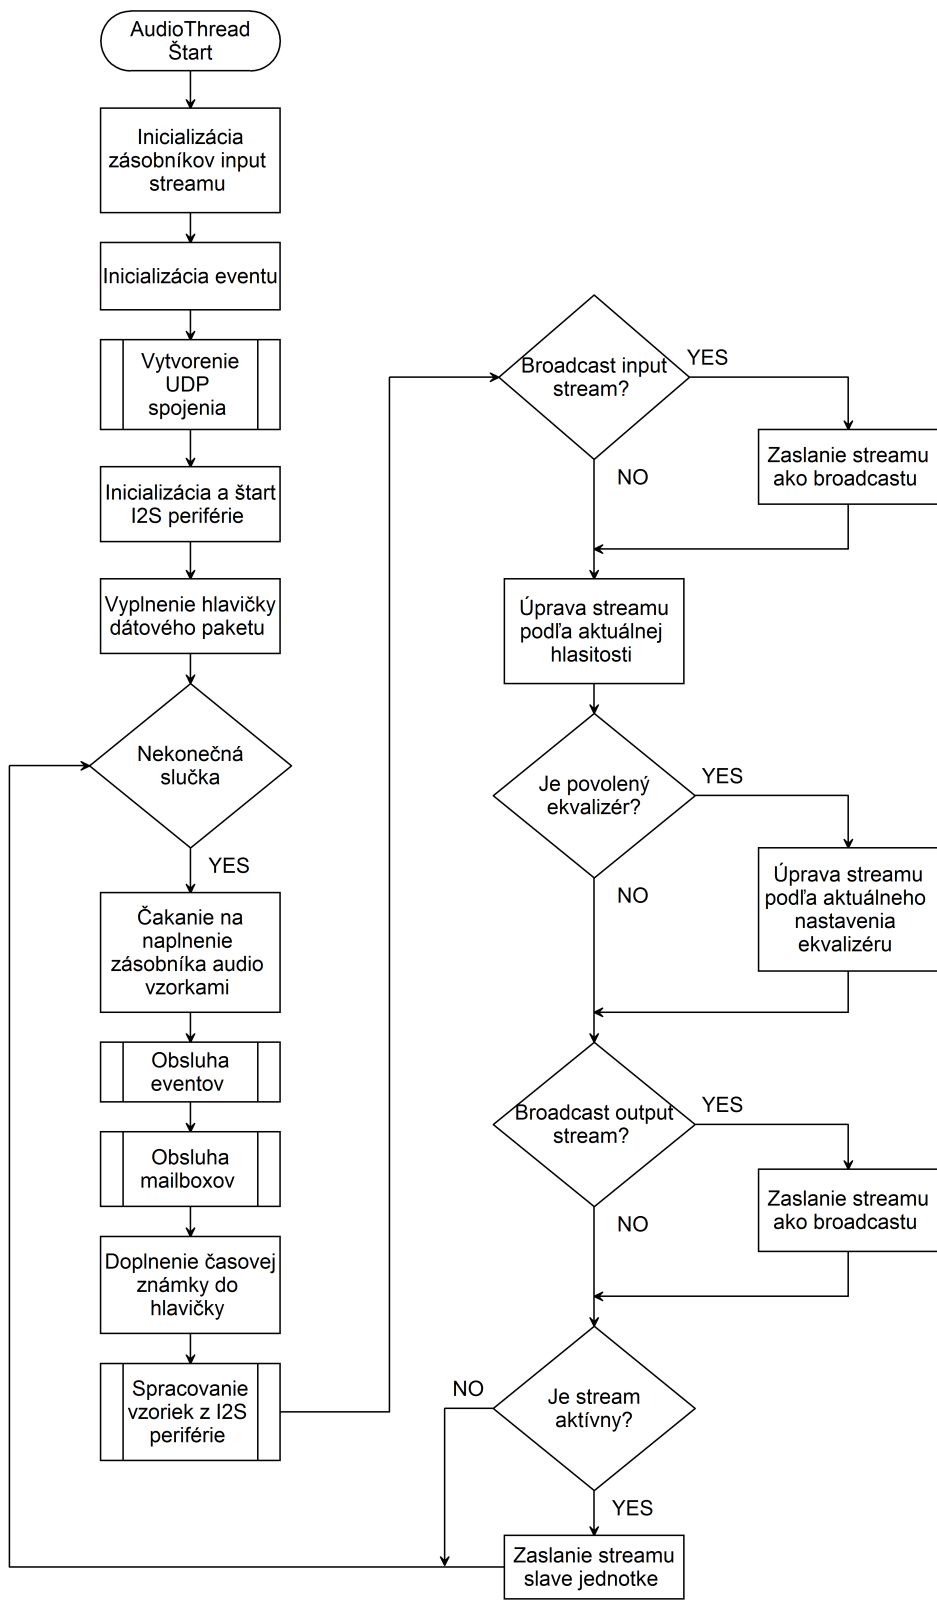 AudioThread
Štart
Inicializácia
zásobníkov input
streamu
Inicializácia eventu
Vytvorenie
UDP
spojenia
Inicializácia a štart
I2S periférie
Vyplnenie hlavičky
dátového paketu
Nekonečná
slučka
YES
Čakanie na
naplnenie
zásobníka audio
vzorkami
Obsluha
eventov
Obsluha
mailboxov
Doplnenie časovej
známky do
hlavičky
Spracovanie
vzoriek z I2S
periférie
Broadcast input
stream?
YES
Zaslanie streamu
ako broadcastu
NO
Úprava streamu
podľa aktuálnej
hlasitosti
Je povolený
ekvalizér?
YES
Úprava streamu
podľa aktuálneho
nastavenia
ekvalizéru
NO
Broadcast output
stream?
YES
Zaslanie streamu
ako broadcastu
NO
Je stream
aktívny?
NO
YES
Zaslanie streamu
slave jednotke